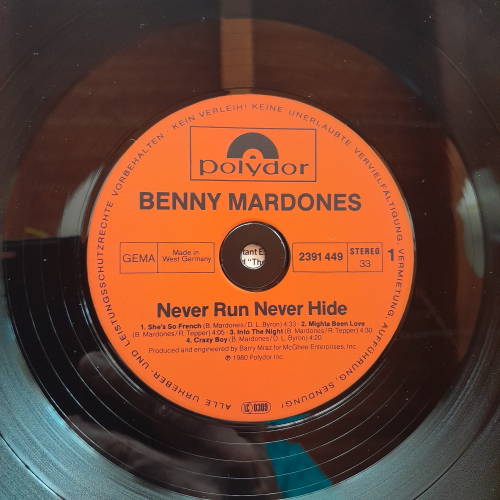 · KEIN VERLEIH! KEINE UNERLAUBTE VERVIELFÄLTIGUNG, VERMIETUNG, AUFFÜHRUNG, SENDUNG!
ALLE URHEBER- UND LEISTUNGSSCHUTZRECHTE VORBEHALTEN ·
polydor
BENNY MARDONES
GEMA
Made in
West Germany
2391 449
STEREO
33
1
Never Run Never Hide
1. She's So French (B. Mardones/D. L. Byron) 4:33 · 2. Mighta Been Love
(B. Mardones/R. Tepper) 4:05 · 3. Into The Night (B. Mardones/R. Tepper) 4:30
4. Crazy Boy (B. Mardones/D. L. Byron) 4:20
Produced and engineered by Barry Mraz for McGhee Enterprises, Inc.
℗ 1980 Polydor Inc.
LC 0309